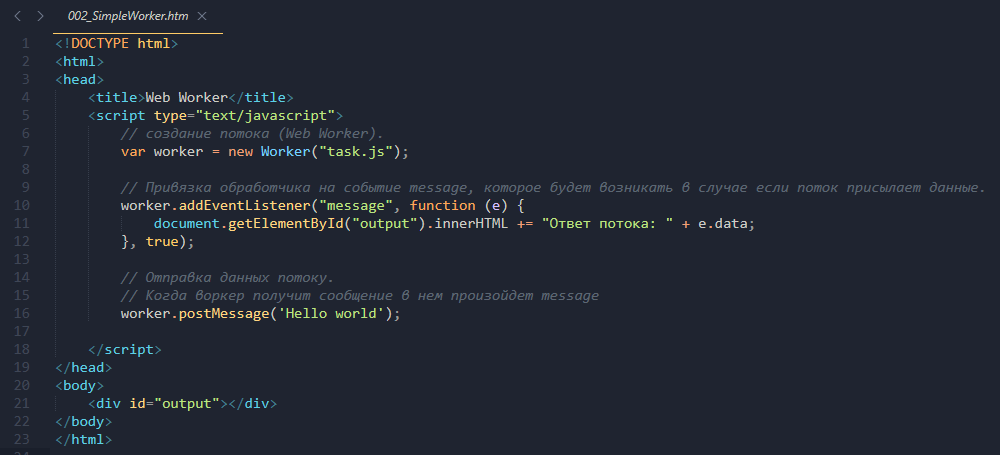 002_SimpleWorker.htm
1 <!DOCTYPE html>
2 <html>
3 <head>
4 <title>Web Worker</title>
5 <script type="text/javascript">
6 // создание потока (Web Worker).
7 var worker = new Worker("task.js");
8
9 // Привязка обработчика на событие message, которое будет возникать в случае если поток присылает данные.
10 worker.addEventListener("message", function (e) {
11 document.getElementById("output").innerHTML += "Ответ потока: " + e.data;
12 }, true);
13
14 // Отправка данных потоку.
15 // Когда воркер получит сообщение в нем произойдет message
16 worker.postMessage('Hello world');
17
18 </script>
19 </head>
20 <body>
21 <div id="output"></div>
22 </body>
23 </html>